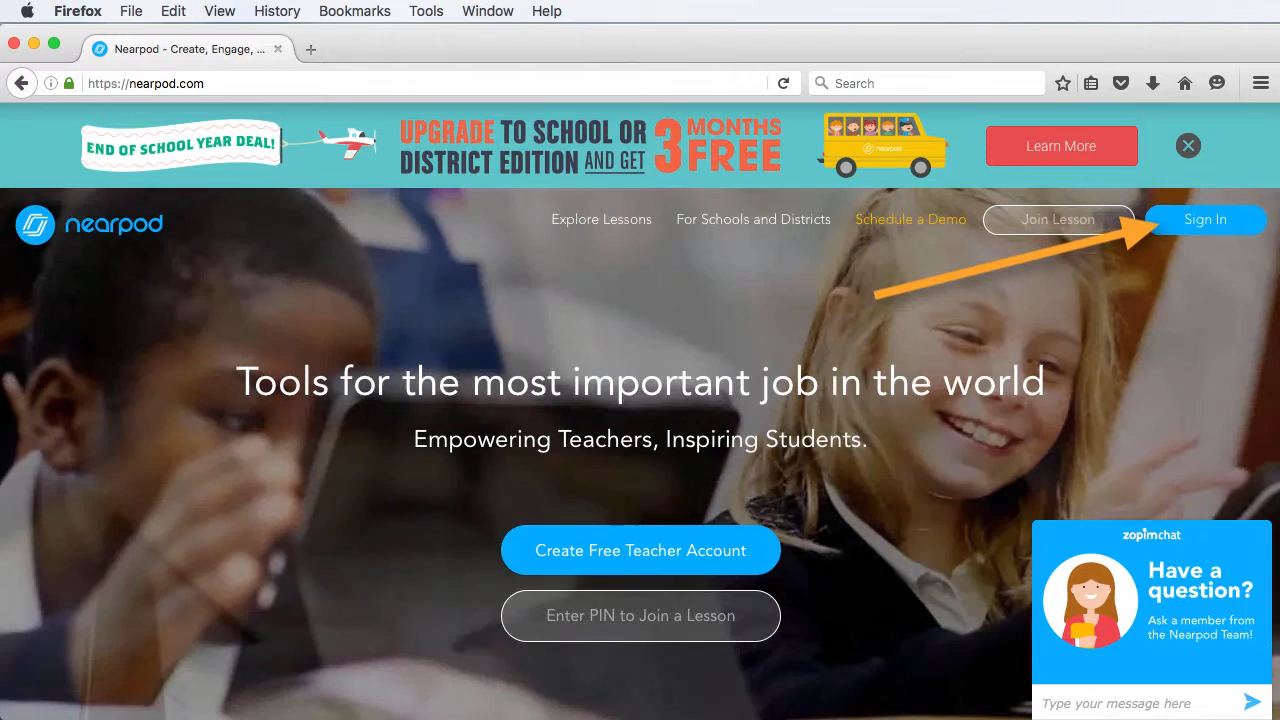 Firefox File Edit View History Bookmarks Tools Window Help
Nearpod - Create, Engage, ...
https://nearpod.com
Search
END OF SCHOOL YEAR DEAL!
UPGRADE TO SCHOOL OR
DISTRICT EDITION AND GET
3 MONTHS
FREE
nearpod
Learn More
nearpod
Explore Lessons
For Schools and Districts
Schedule a Demo
Join Lesson
Sign In
Tools for the most important job in the world
Empowering Teachers, Inspiring Students.
Create Free Teacher Account
Enter PIN to Join a Lesson
zopimchat
Have a
question?
Ask a member from
the Nearpod Team!
Type your message here